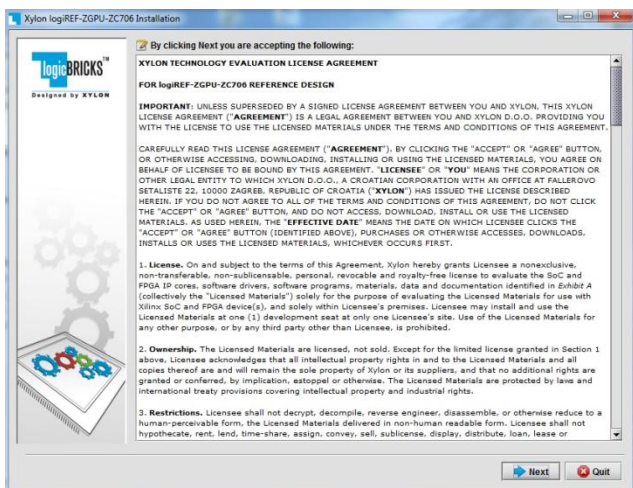 Xylon logiREF-ZGPU-ZC706 Installation
logicBRICKS™
Designed by XYLON
By clicking Next you are accepting the following:
XYLON TECHNOLOGY EVALUATION LICENSE AGREEMENT
FOR logiREF-ZGPU-ZC706 REFERENCE DESIGN
IMPORTANT: UNLESS SUPERSEDED BY A SIGNED LICENSE AGREEMENT BETWEEN YOU AND XYLON, THIS XYLON
LICENSE AGREEMENT ("AGREEMENT") IS A LEGAL AGREEMENT BETWEEN YOU AND XYLON D.O.O. PROVIDING YOU
WITH THE LICENSE TO USE THE LICENSED MATERIALS UNDER THE TERMS AND CONDITIONS OF THIS AGREEMENT.
CAREFULLY READ THIS LICENSE AGREEMENT ("AGREEMENT"). BY CLICKING THE "ACCEPT" OR "AGREE" BUTTON,
OR OTHERWISE ACCESSING, DOWNLOADING, INSTALLING OR USING THE LICENSED MATERIALS, YOU AGREE ON
BEHALF OF LICENSEE TO BE BOUND BY THIS AGREEMENT. "LICENSEE" OR "YOU" MEANS THE CORPORATION OR
OTHER LEGAL ENTITY TO WHICH XYLON D.O.O., A CROATIAN CORPORATION WITH AN OFFICE AT FALLEROVO
SETALISTE 22, 10000 ZAGREB, REPUBLIC OF CROATIA ("XYLON") HAS ISSUED THE LICENSE DESCRIBED
HEREIN. IF YOU DO NOT AGREE TO ALL OF THE TERMS AND CONDITIONS OF THIS AGREEMENT, DO NOT CLICK
THE "ACCEPT" OR "AGREE" BUTTON, AND DO NOT ACCESS, DOWNLOAD, INSTALL OR USE THE LICENSED
MATERIALS. AS USED HEREIN, THE "EFFECTIVE DATE" MEANS THE DATE ON WHICH LICENSEE CLICKS THE
"ACCEPT" OR "AGREE" BUTTON (IDENTIFIED ABOVE), PURCHASES OR OTHERWISE ACCESSES, DOWNLOADS,
INSTALLS OR USES THE LICENSED MATERIALS, WHICHEVER OCCURS FIRST.
1. License. On and subject to the terms of this Agreement, Xylon hereby grants Licensee a nonexclusive,
non-transferable, non-sublicensable, personal, revocable and royalty-free license to evaluate the SoC and
FPGA IP cores, software drivers, software programs, materials, data and documentation identified in Exhibit A
(collectively the "Licensed Materials") solely for the purpose of evaluating the Licensed Materials for use with
Xilinx SoC and FPGA device(s), and solely within Licensee's premises. Licensee may install and use the
Licensed Materials at one (1) development seat at only one Licensee's site. Use of the Licensed Materials for
any other purpose, or by any third party other than Licensee, is prohibited.
2. Ownership. The Licensed Materials are licensed, not sold. Except for the limited license granted in Section 1
above, Licensee acknowledges that all intellectual property rights in and to the Licensed Materials and all
copies thereof are and will remain the sole property of Xylon or its suppliers, and that no additional rights are
granted or conferred, by implication, estoppel or otherwise. The Licensed Materials are protected by laws and
international treaty provisions covering intellectual property and industrial rights.
3. Restrictions. Licensee shall not decrypt, decompile, reverse engineer, disassemble, or otherwise reduce to a
human-perceivable form, the Licensed Materials delivered in non-human readable form. Licensee shall not
hypothecate, rent, lend, time-share, assign, convey, sell, sublicense, display, distribute, loan, lease or
Next
Quit